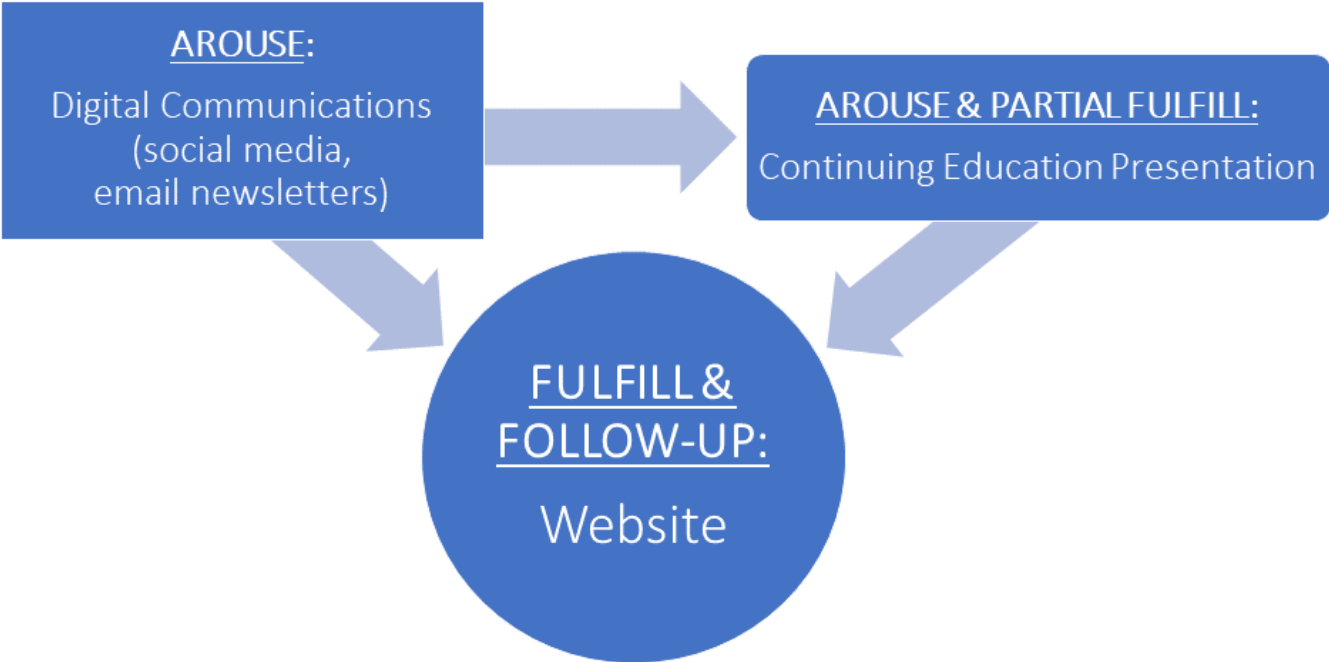 AROUSE:
Digital Communications
(social media,
email newsletters)
AROUSE & PARTIAL FULFILL:
Continuing Education Presentation
FULFILL &
FOLLOW-UP:
Website